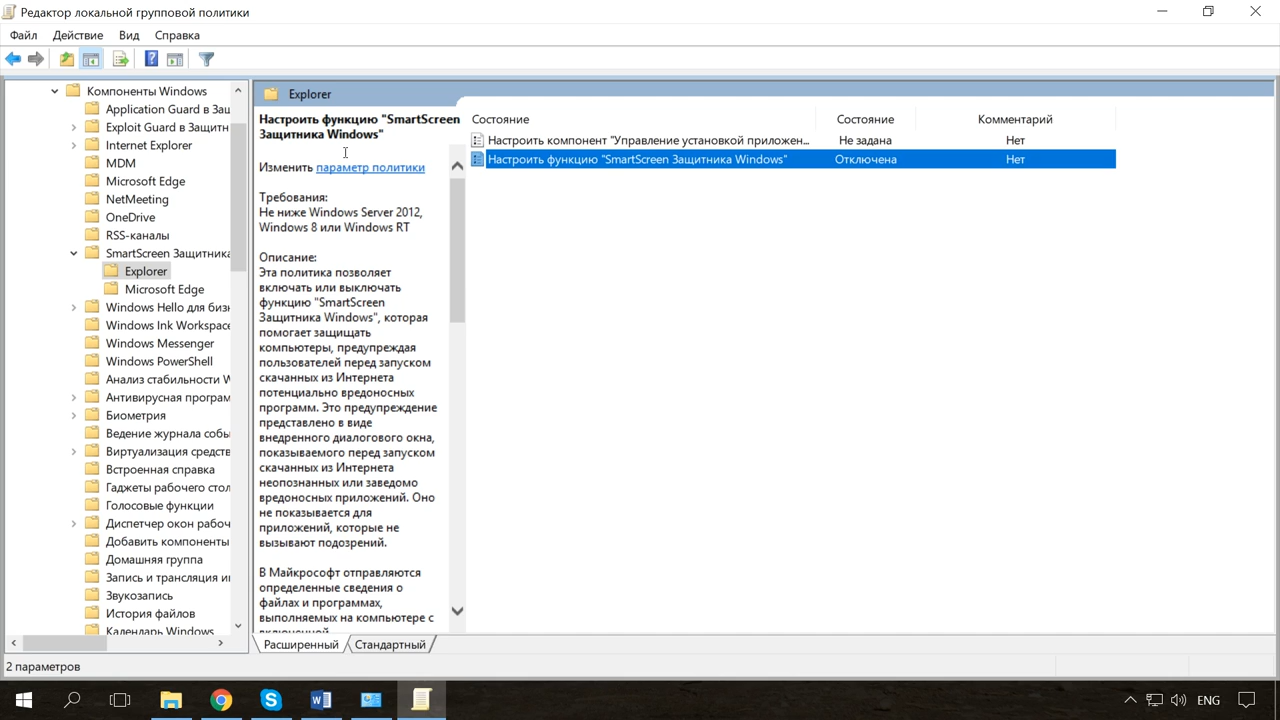 Редактор локальной групповой политики
Файл Действие Вид Справка
Компоненты Windows
Application Guard в Защ
Exploit Guard в Защитн
Internet Explorer
MDM
Microsoft Edge
NetMeeting
OneDrive
RSS-каналы
SmartScreen Защитника
Explorer
Microsoft Edge
Windows Hello для биз
Windows Ink Workspace
Windows Messenger
Windows PowerShell
Анализ стабильности W
Антивирусная програм
Биометрия
Ведение журнала собы
Виртуализация средств
Встроенная справка
Гаджеты рабочего стол
Голосовые функции
Диспетчер окон рабоч
Добавить компоненты
Домашняя группа
Запись и трансляция и
Звукозапись
История файлов
Календарь Windows
Explorer
Настроить функцию "SmartScreen
Защитника Windows"
Изменить параметр политики
Требования:
Не ниже Windows Server 2012,
Windows 8 или Windows RT
Описание:
Эта политика позволяет
включать или выключать
функцию "SmartScreen
Защитника Windows", которая
помогает защищать
компьютеры, предупреждая
пользователей перед запуском
скачанных из Интернета
потенциально вредоносных
программ. Это предупреждение
представлено в виде
внедренного диалогового окна,
показываемого перед запуском
скачанных из Интернета
неопознанных или заведомо
вредоносных приложений. Оно
не показывается для
приложений, которые не
вызывают подозрений.
В Майкрософт отправляются
определенные сведения о
файлах и программах,
выполняемых на компьютере с
включенной
Состояние Состояние Комментарий
Настроить компонент "Управление установкой приложен... Не задана Нет
Настроить функцию "SmartScreen Защитника Windows" Отключена Нет
Расширенный Стандартный
2 параметров
ENG